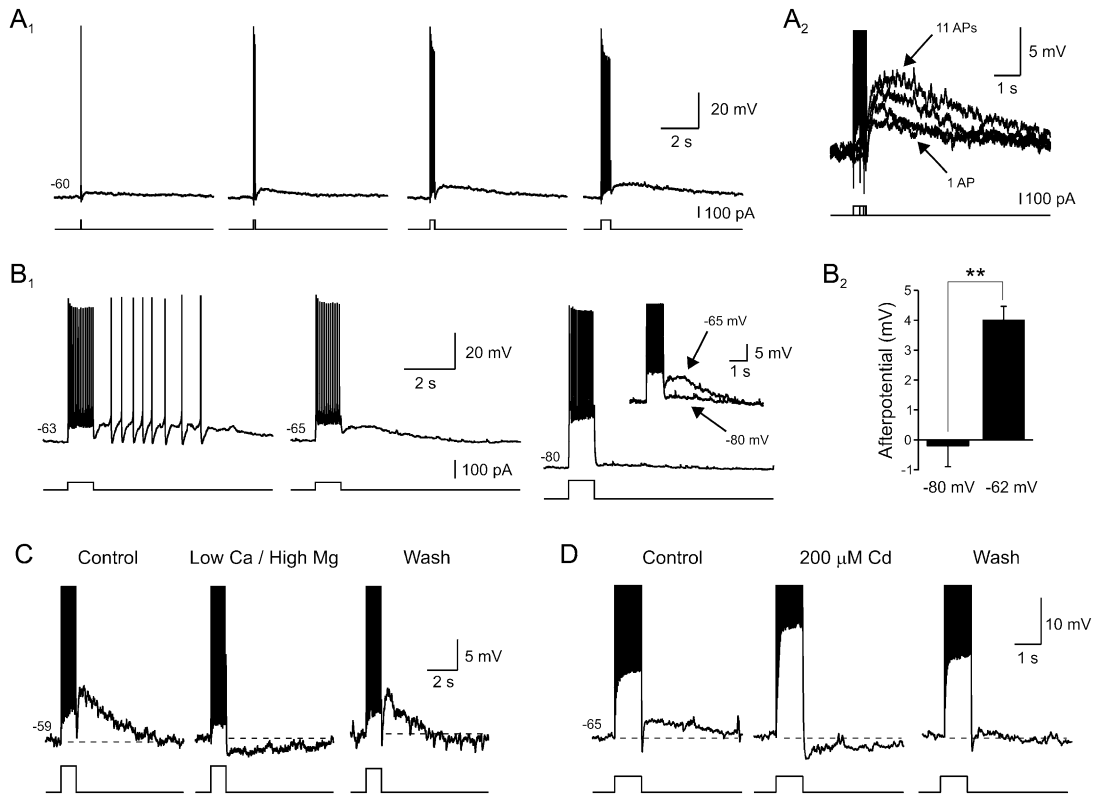 A1
-60
20 mV
2 s
100 pA
A2
11 APs
5 mV
1 s
1 AP
100 pA
B1
-63
-65
20 mV
2 s
100 pA
-80
-65 mV
5 mV
1 s
-80 mV
B2
**
Afterpotential (mV)
5
4
3
2
1
0
-1
-80 mV
-62 mV
C
Control
Low Ca / High Mg
Wash
-59
5 mV
2 s
D
Control
200 μM Cd
Wash
-65
10 mV
1 s